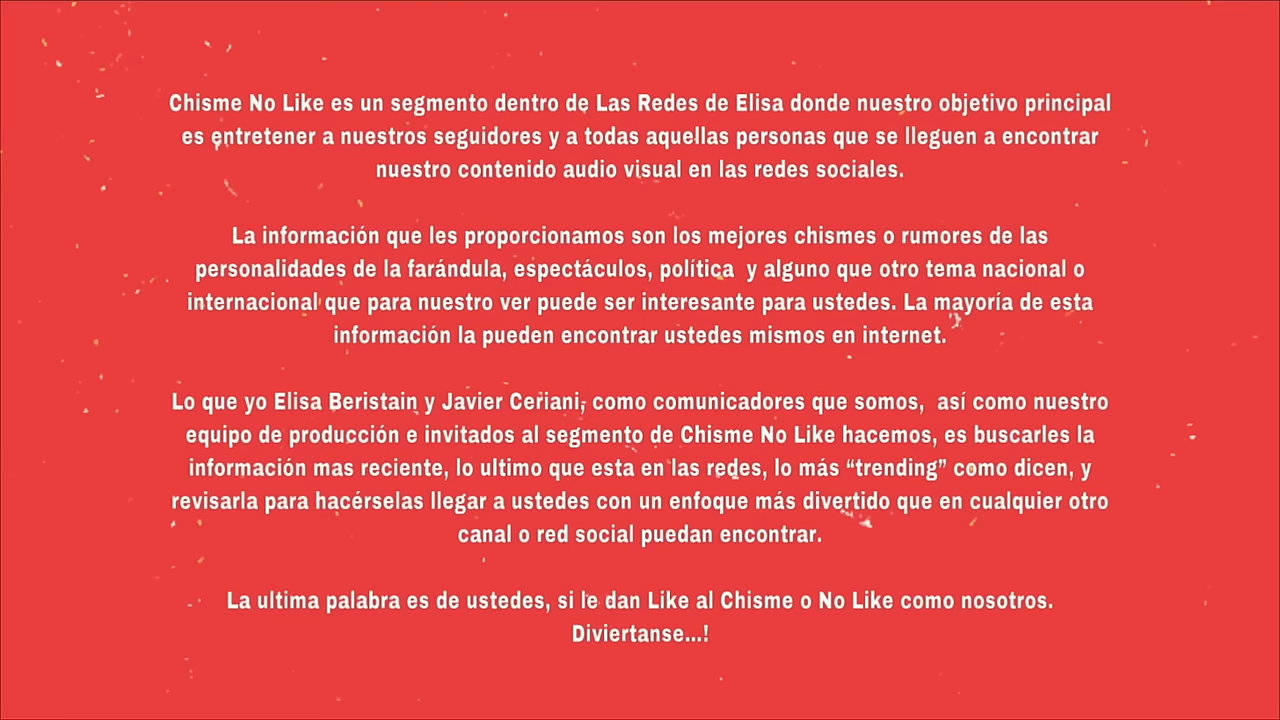 Chisme No Like es un segmento dentro de Las Redes de Elisa donde nuestro objetivo principal
es entretener a nuestros seguidores y a todas aquellas personas que se lleguen a encontrar
nuestro contenido audio visual en las redes sociales.
La información que les proporcionamos son los mejores chismes o rumores de las
personalidades de la farándula, espectáculos, política  y alguno que otro tema nacional o
internacional que para nuestro ver puede ser interesante para ustedes. La mayoría de esta
información la pueden encontrar ustedes mismos en internet.
Lo que yo Elisa Beristain y Javier Ceriani, como comunicadores que somos,  así como nuestro
equipo de producción e invitados al segmento de Chisme No Like hacemos, es buscarles la
información mas reciente, lo ultimo que esta en las redes, lo más “trending” como dicen, y
revisarla para hacérselas llegar a ustedes con un enfoque más divertido que en cualquier otro
canal o red social puedan encontrar.
La ultima palabra es de ustedes, si le dan Like al Chisme o No Like como nosotros.
Diviertanse...!